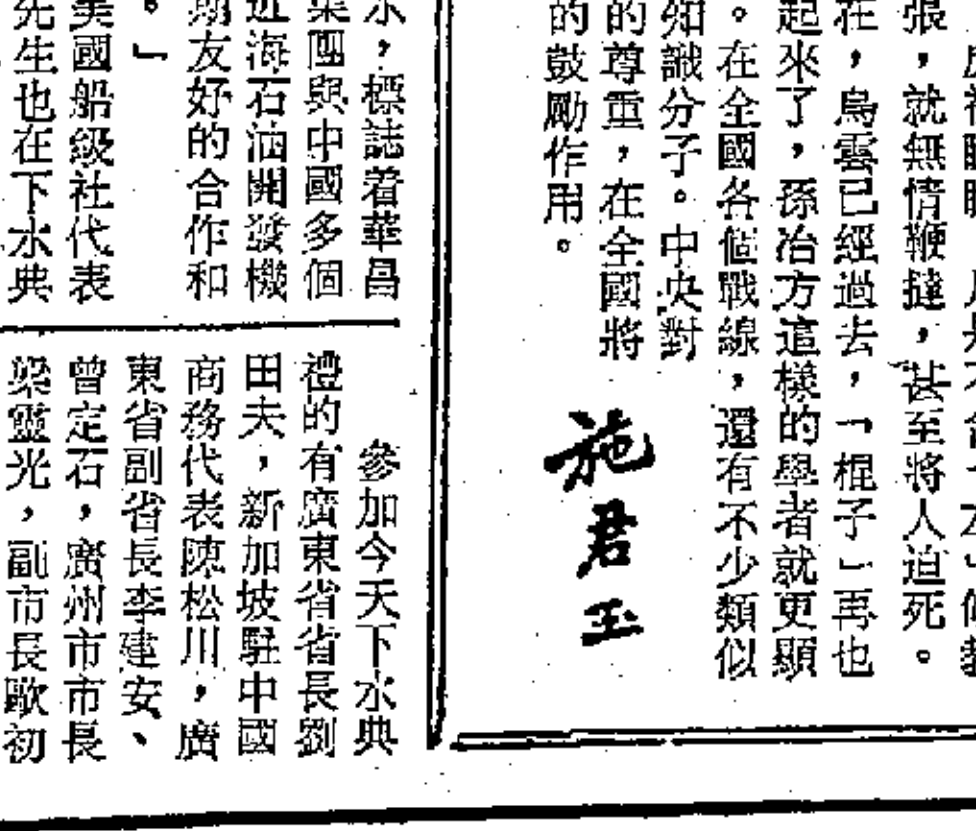 張，就無情鞭撻，甚至將人迫死。
在，烏雲已經過去，「棍子」再也
起來了，孫冶方這樣的學者就更顯
。在全國各個戰線，還有不少類似
知識分子。中央對
的尊重，在全國將
的鼓勵作用。
施君玉
水，標誌着華昌
集團與中國多個
近海石油開發機
期友好的合作和
。」
美國船級社代表
先生也在下水典
參加今天下水典
禮的有廣東省省長劉
田夫，新加坡駐中國
商務代表陳松川，廣
東省副省長李建安、
曾定石，廣州市市長
梁靈光，副市長歐初